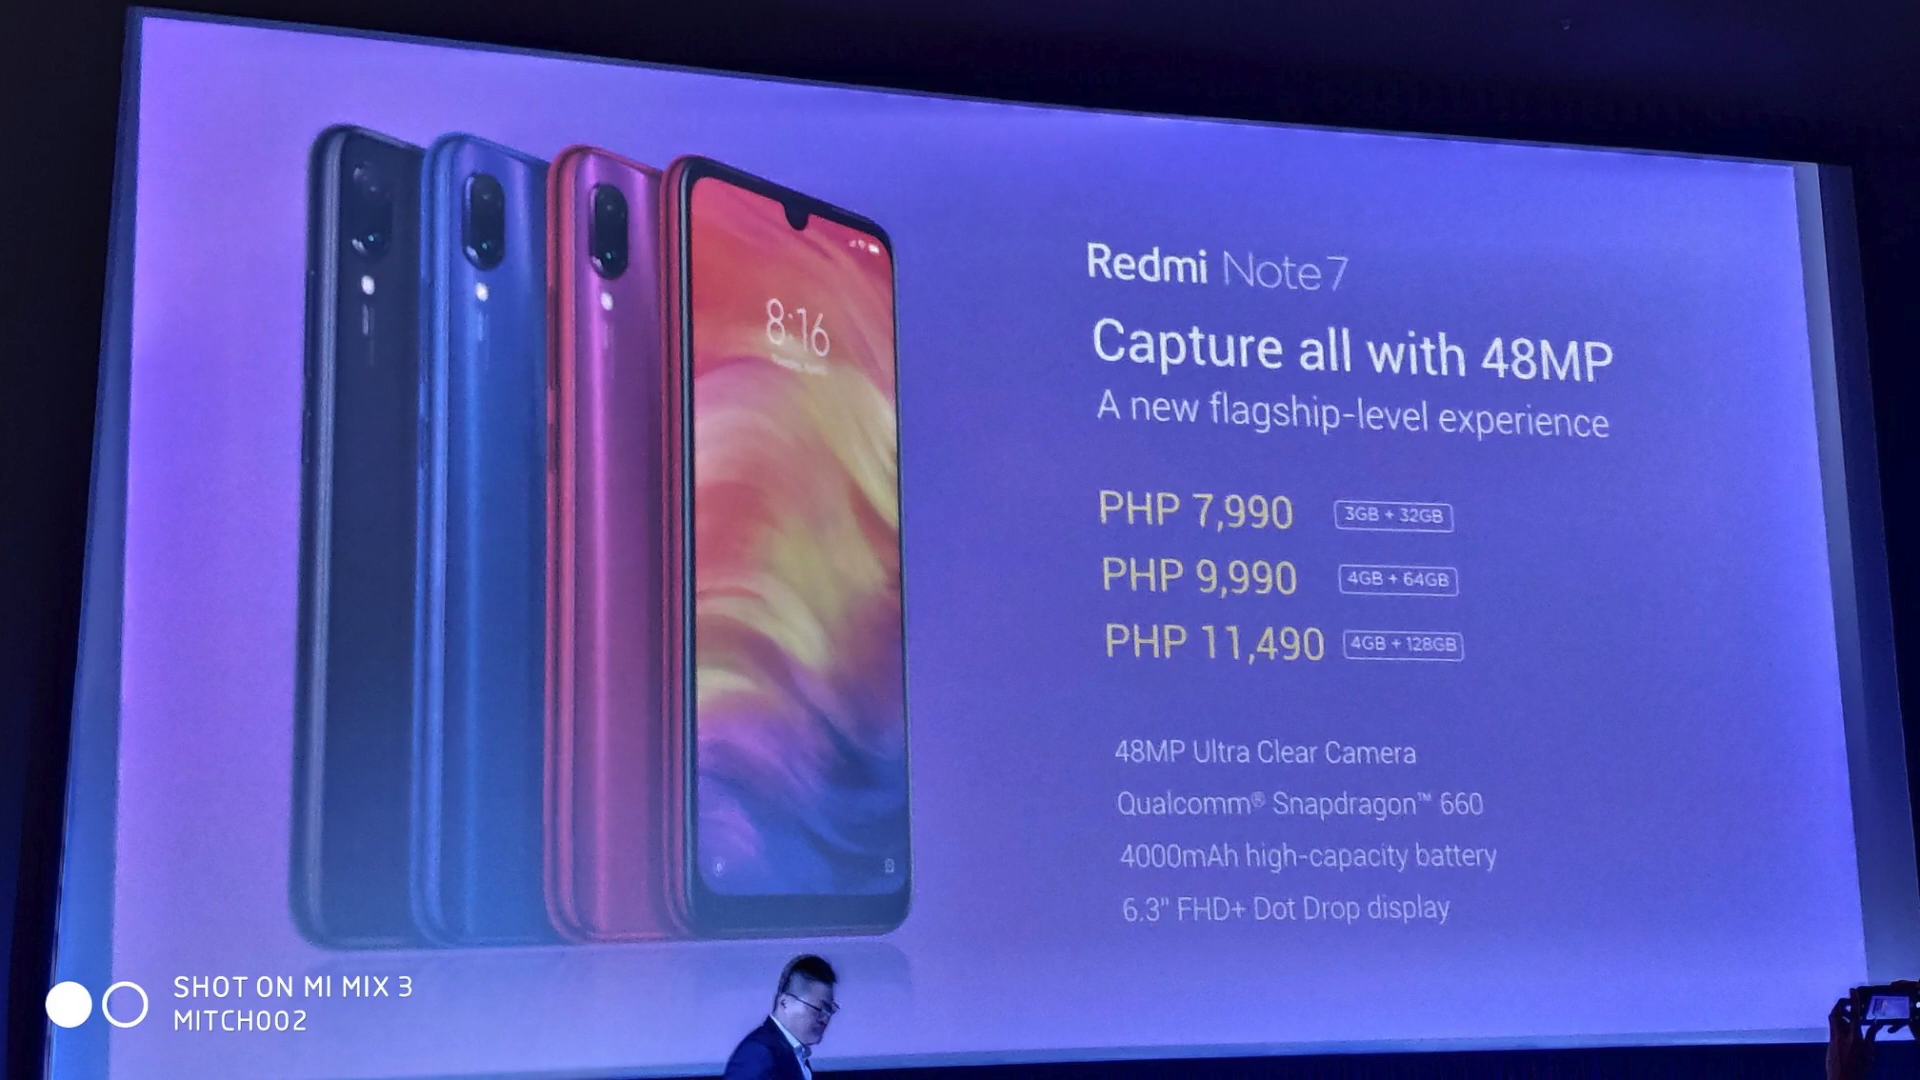 8:16
Redmi Note 7
Capture all with 48MP
A new flagship-level experience
PHP 7,990 3GB + 32GB
PHP 9,990 4GB + 64GB
PHP 11,490 4GB + 128GB
48MP Ultra Clear Camera
Qualcomm® Snapdragon™ 660
4000mAh high-capacity battery
6.3" FHD+ Dot Drop display
SHOT ON MI MIX 3
MITCH002